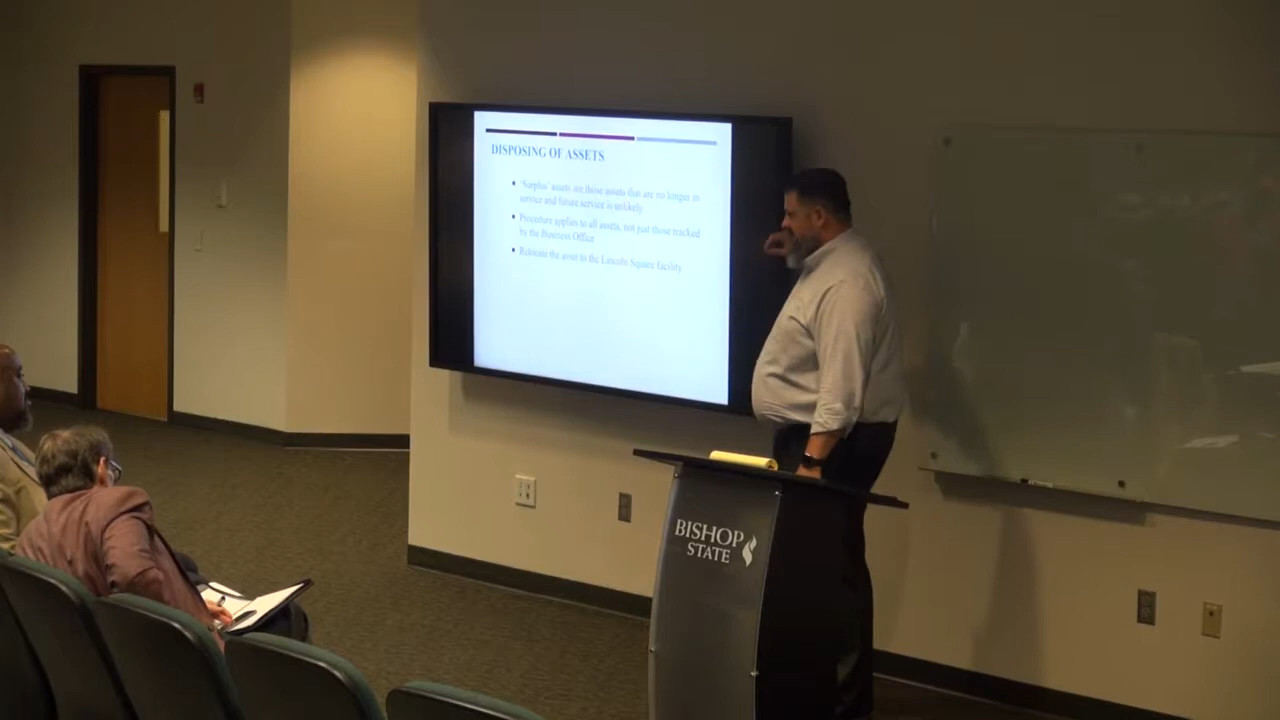 DISPOSING OF ASSETS
'Surplus' assets are those assets that are no longer in
service and future service is unlikely.
Procedure applies to all assets, not just those tracked
by the Business Office
Relocate the asset to the Lincoln Square facility
BISHOP
STATE